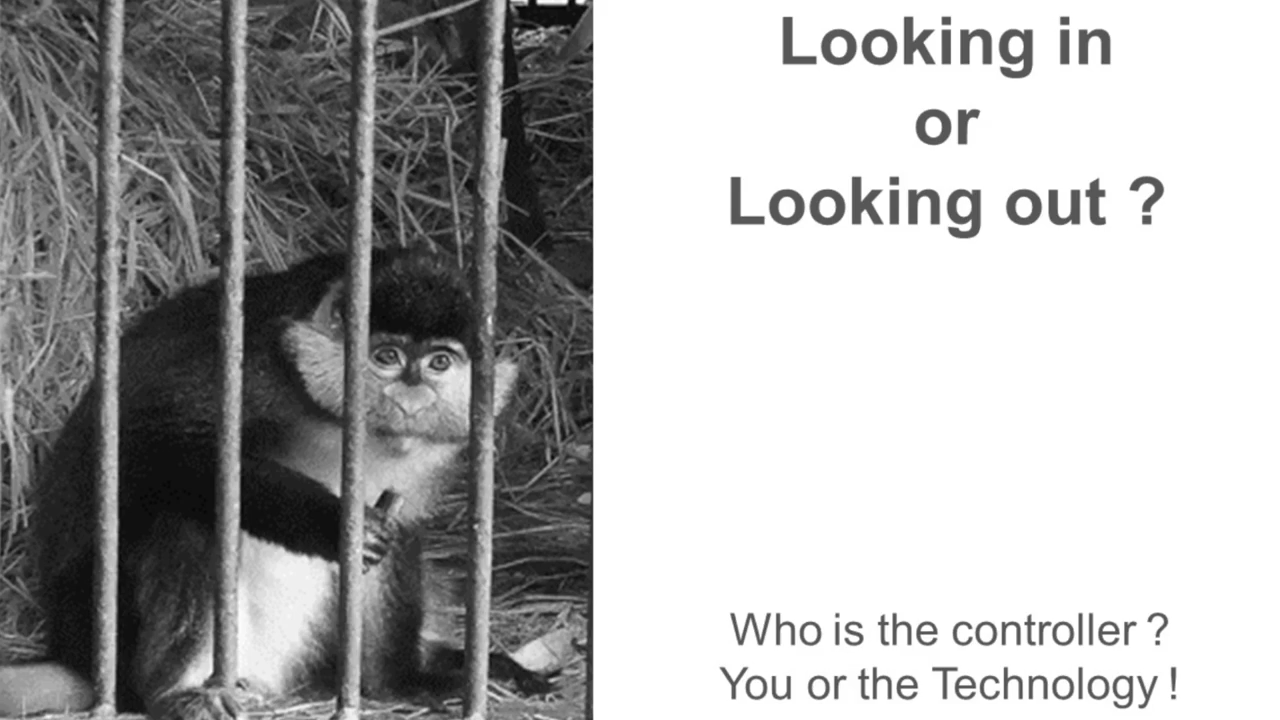 Looking in
or
Looking out ?
Who is the controller ?
You or the Technology !